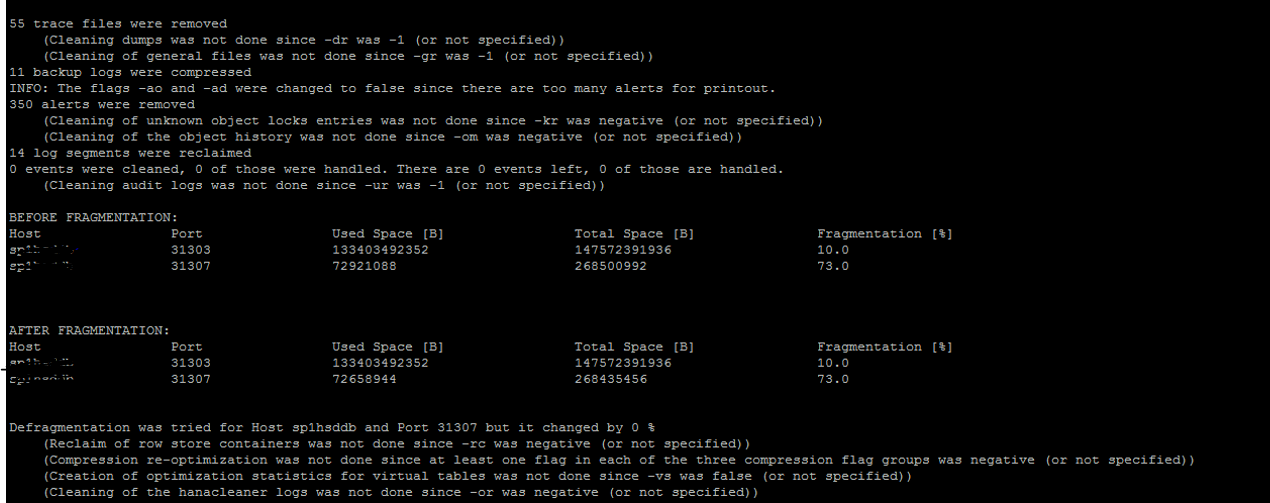 55 trace files were removed
(Cleaning dumps was not done since -dr was -1 (or not specified))
(Cleaning of general files was not done since -gr was -1 (or not specified))
11 backup logs were compressed
INFO: The flags -ao and -ad were changed to false since there are too many alerts for printout.
350 alerts were removed
(Cleaning of unknown object locks entries was not done since -kr was negative (or not specified))
(Cleaning of the object history was not done since -om was negative (or not specified))
14 log segments were reclaimed
0 events were cleaned, 0 of those were handled. There are 0 events left, 0 of those are handled.
(Cleaning audit logs was not done since -ur was -1 (or not specified))
BEFORE FRAGMENTATION:
Host Port Used Space [B] Total Space [B] Fragmentation [%]
31303 133403492352 147572391936 10.0
31307 72921088 268500992 73.0
AFTER FRAGMENTATION:
Host Port Used Space [B] Total Space [B] Fragmentation [%]
31303 133403492352 147572391936 10.0
31307 72658944 268435456 73.0
Defragmentation was tried for Host sp1hsddb and Port 31307 but it changed by 0 %
(Reclaim of row store containers was not done since -rc was negative (or not specified))
(Compression re-optimization was not done since at least one flag in each of the three compression flag groups was negative (or not specified))
(Creation of optimization statistics for virtual tables was not done since -vs was false (or not specified))
(Cleaning of the hanacleaner logs was not done since -or was negative (or not specified))